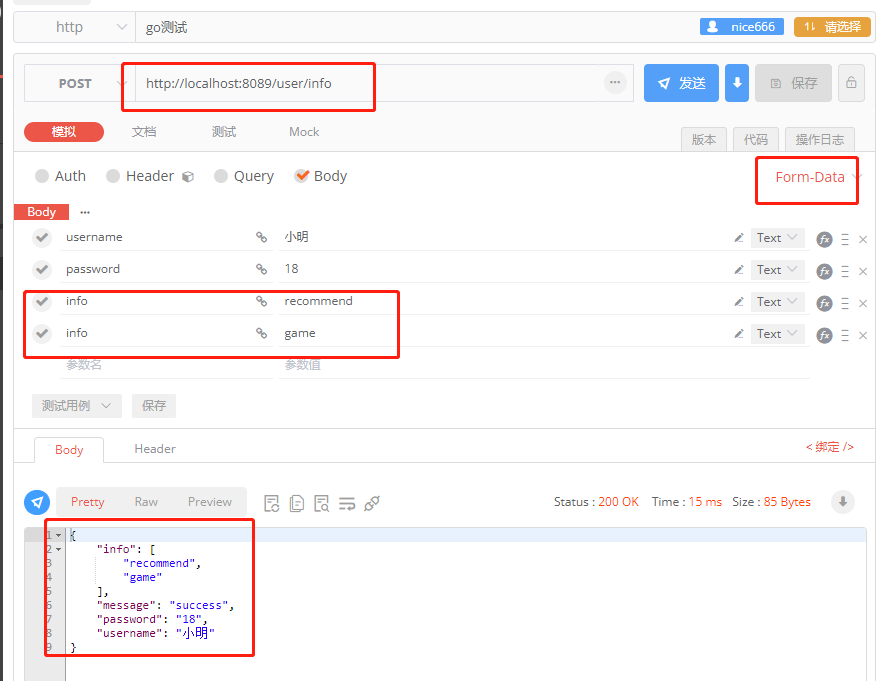 http go测试 nice666 请选择
POST http://localhost:8089/user/info ... 发送 保存
模拟 文档 测试 Mock 版本 代码 操作日志
Auth Header Query Body Form-Data
Body ...
username 小明 Text fx
password 18 Text fx
info recommend Text fx
info game Text fx
参数名 参数值
测试用例 保存
Body Header < 绑定 />
Pretty Raw Preview Status : 200 OK Time : 15 ms Size : 85 Bytes
1 {
2 "info": [
3 "recommend",
4 "game"
5 ],
6 "message": "success",
7 "password": "18",
8 "username": "小明"
9 }